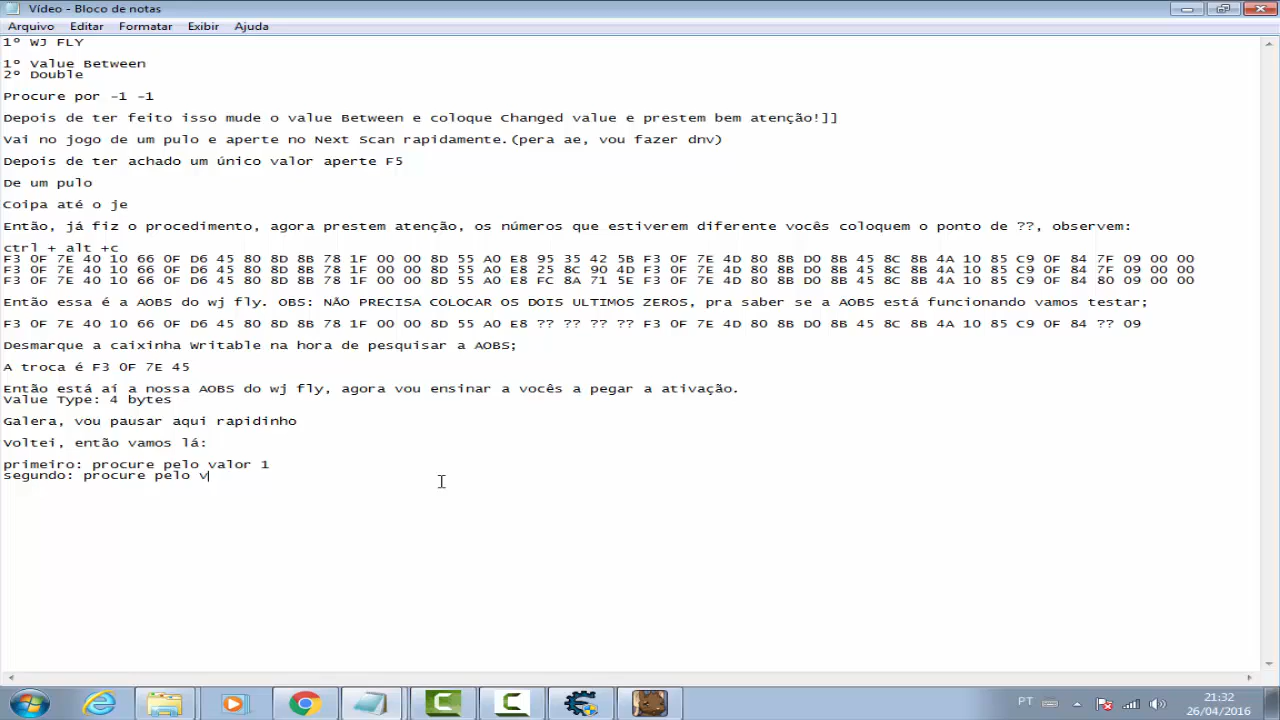 Vídeo - Bloco de notas
Arquivo Editar Formatar Exibir Ajuda
1º WJ FLY
1º Value Between
2º Double
Procure por -1 -1
Depois de ter feito isso mude o value Between e coloque Changed value e prestem bem atenção!]]
Vai no jogo de um pulo e aperte no Next Scan rapidamente.(pera ae, vou fazer dnv)
Depois de ter achado um único valor aperte F5
De um pulo
Coipa até o je
Então, já fiz o procedimento, agora prestem atenção, os números que estiverem diferente vocês coloquem o ponto de ??, observem:
ctrl + alt +c
F3 0F 7E 40 10 66 0F D6 45 80 8D 8B 78 1F 00 00 8D 55 A0 E8 95 35 42 5B F3 0F 7E 4D 80 8B D0 8B 45 8C 8B 4A 10 85 C9 0F 84 7F 09 00 00
F3 0F 7E 40 10 66 0F D6 45 80 8D 8B 78 1F 00 00 8D 55 A0 E8 25 8C 90 4D F3 0F 7E 4D 80 8B D0 8B 45 8C 8B 4A 10 85 C9 0F 84 7F 09 00 00
F3 0F 7E 40 10 66 0F D6 45 80 8D 8B 78 1F 00 00 8D 55 A0 E8 FC 8A 71 5E F3 0F 7E 4D 80 8B D0 8B 45 8C 8B 4A 10 85 C9 0F 84 80 09 00 00
Então essa é a AOBS do wj fly. OBS: NÃO PRECISA COLOCAR OS DOIS ULTIMOS ZEROS, pra saber se a AOBS está funcionando vamos testar;
F3 0F 7E 40 10 66 0F D6 45 80 8D 8B 78 1F 00 00 8D 55 A0 E8 ?? ?? ?? ?? F3 0F 7E 4D 80 8B D0 8B 45 8C 8B 4A 10 85 C9 0F 84 ?? 09
Desmarque a caixinha Writable na hora de pesquisar a AOBS;
A troca é F3 0F 7E 45
Então está aí a nossa AOBS do wj fly, agora vou ensinar a vocês a pegar a ativação.
Value Type: 4 bytes
Galera, vou pausar aqui rapidinho
Voltei, então vamos lá:
primeiro: procure pelo valor 1
segundo: procure pelo v
PT
21:32
26/04/2016